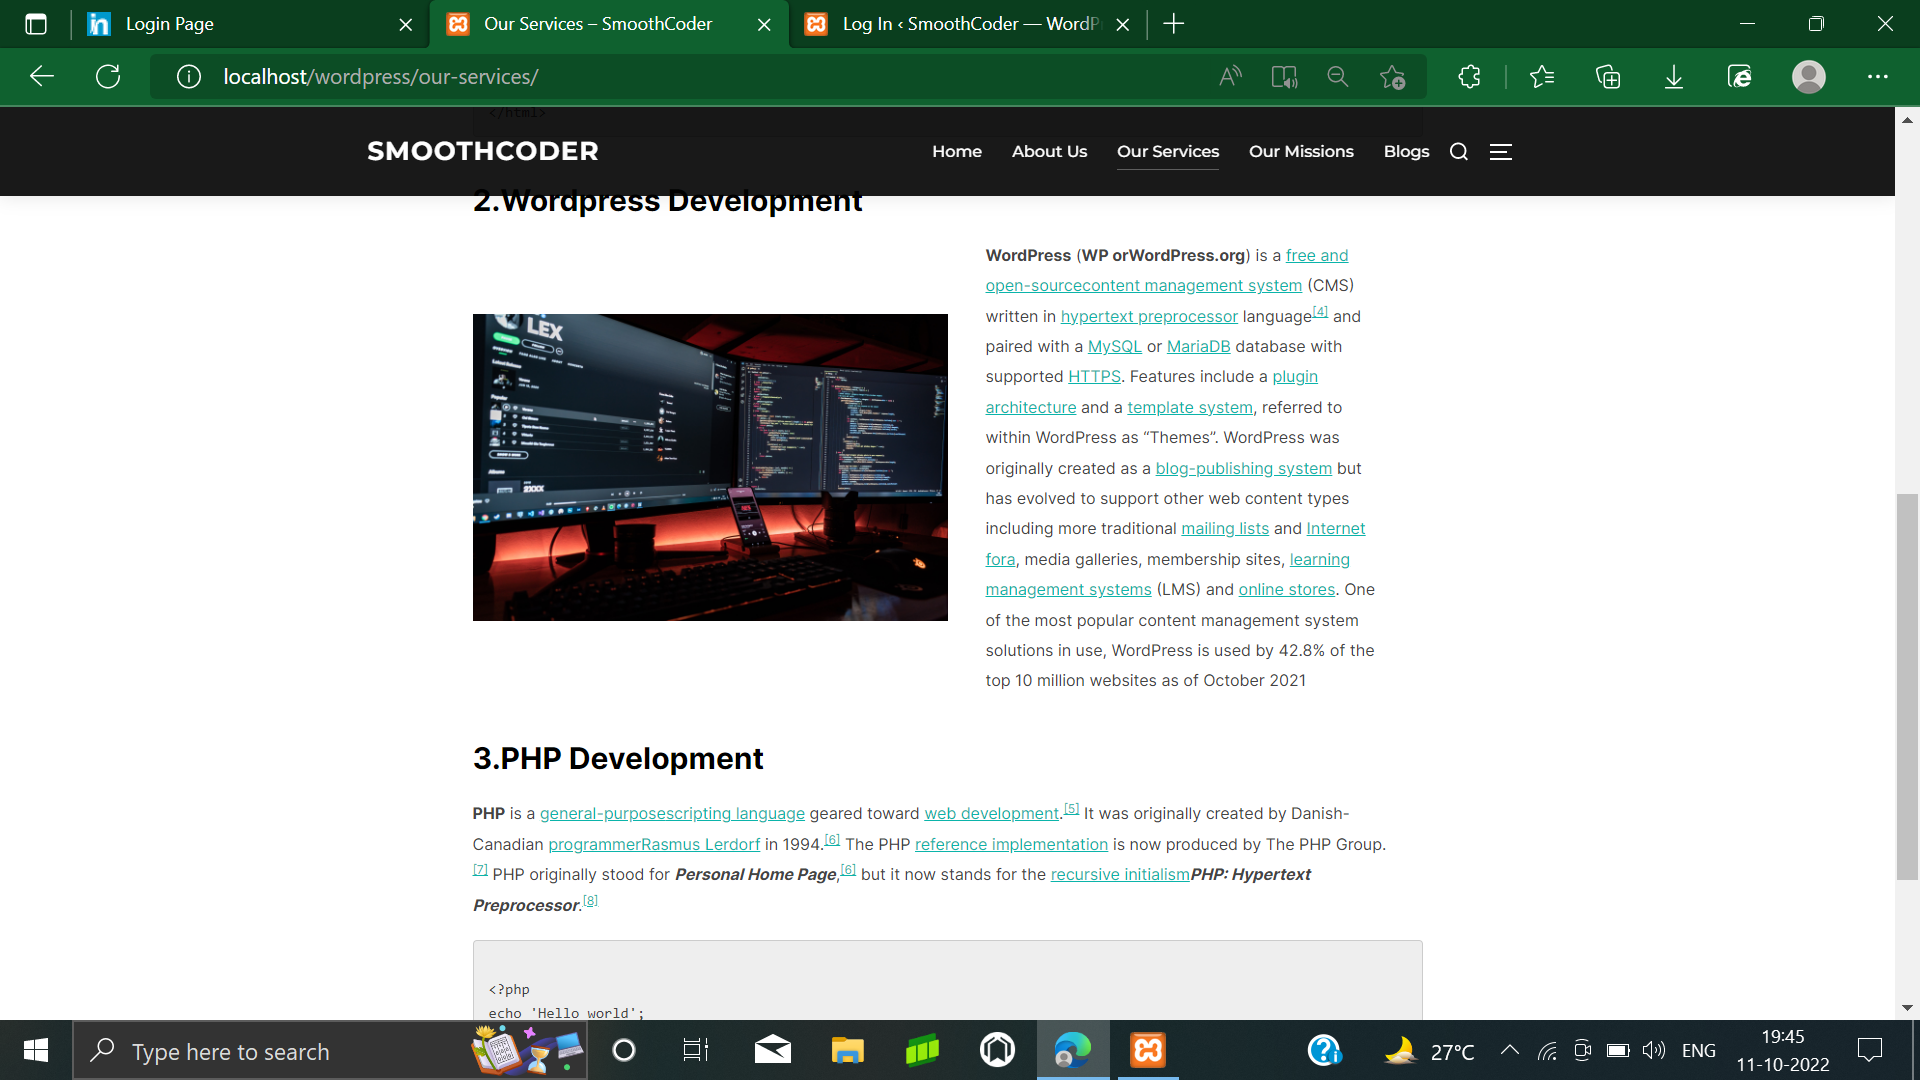 Login Page
Our Services – SmoothCoder
Log In ‹ SmoothCoder — WordP
localhost/wordpress/our-services/
</html>
SMOOTHCODER
Home
About Us
Our Services
Our Missions
Blogs
2.Wordpress Development
LEX
WordPress (WP orWordPress.org) is a free and
open-sourcecontent management system (CMS)
written in hypertext preprocessor language[4] and
paired with a MySQL or MariaDB database with
supported HTTPS. Features include a plugin
architecture and a template system, referred to
within WordPress as “Themes”. WordPress was
originally created as a blog-publishing system but
has evolved to support other web content types
including more traditional mailing lists and Internet
fora, media galleries, membership sites, learning
management systems (LMS) and online stores. One
of the most popular content management system
solutions in use, WordPress is used by 42.8% of the
top 10 million websites as of October 2021
3.PHP Development
PHP is a general-purposescripting language geared toward web development.[5] It was originally created by Danish-
Canadian programmerRasmus Lerdorf in 1994.[6] The PHP reference implementation is now produced by The PHP Group.
[7] PHP originally stood for Personal Home Page,[6] but it now stands for the recursive initialismPHP: Hypertext
Preprocessor.[8]
<?php
echo 'Hello world';
Type here to search
27°C
ENG
19:45
11-10-2022